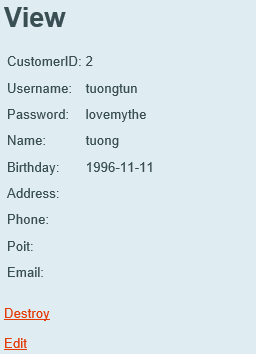 View
CustomerID: 2
Username: tuongtun
Password: lovemythe
Name: tuong
Birthday: 1996-11-11
Address:
Phone:
Poit:
Email:
Destroy
Edit